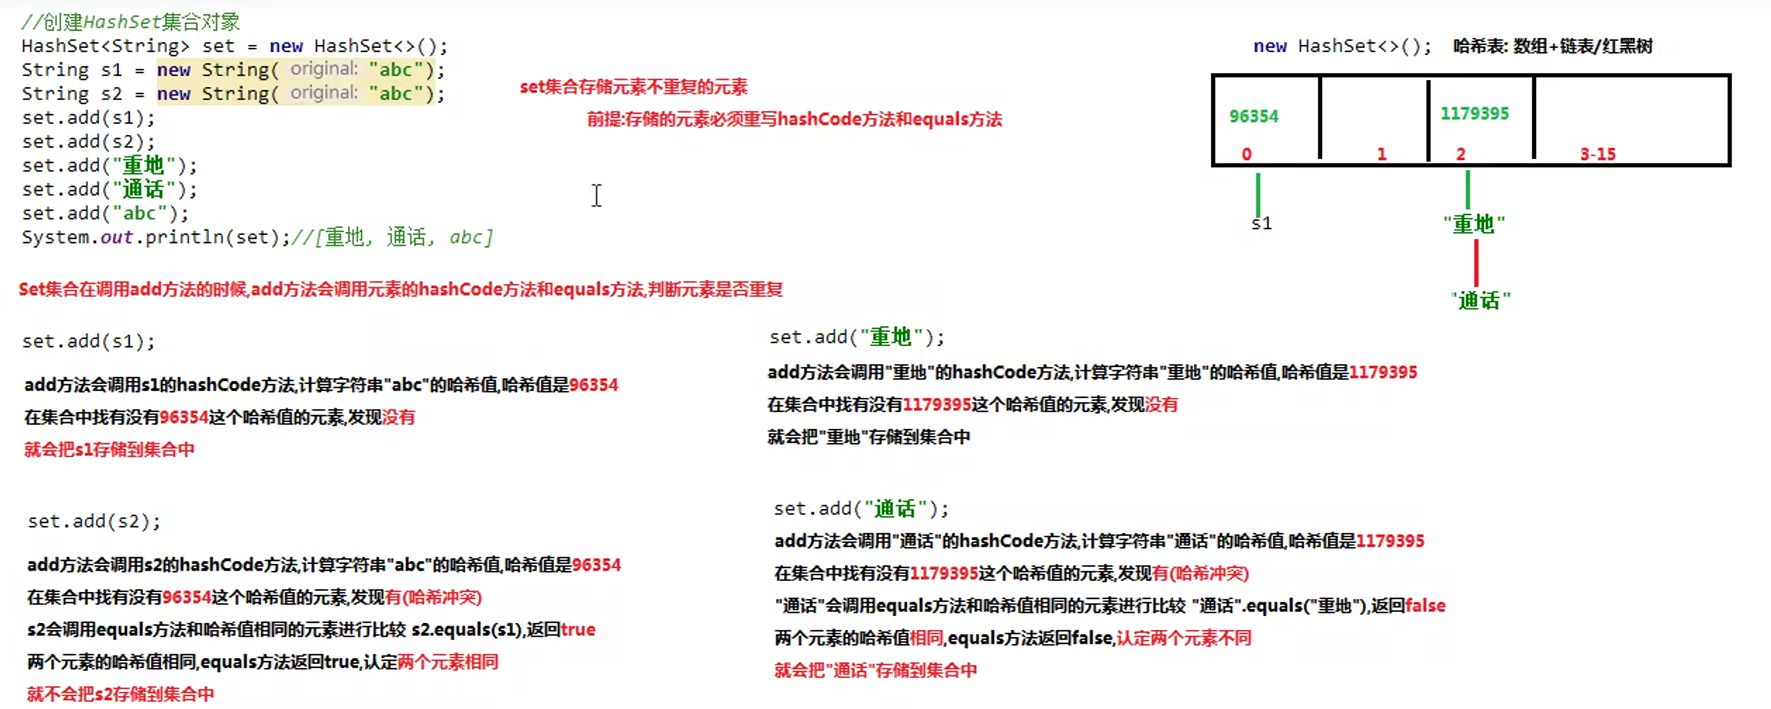 //创建HashSet集合对象
HashSet<String> set = new HashSet<>();
String s1 = new String( original: "abc");
String s2 = new String( original: "abc");
set.add(s1);
set.add(s2);
set.add("重地");
set.add("通话");
set.add("abc");
System.out.println(set);//[重地, 通话, abc]
set集合存储元素不重复的元素
前提:存储的元素必须重写hashCode方法和equals方法
new HashSet<>(); 哈希表: 数组+链表/红黑树
96354
1179395
0 1 2 3-15
s1
"重地"
"通话"
Set集合在调用add方法的时候,add方法会调用元素的hashCode方法和equals方法,判断元素是否重复
set.add(s1);
add方法会调用s1的hashCode方法,计算字符串"abc"的哈希值,哈希值是96354
在集合中找有没有96354这个哈希值的元素,发现没有
就会把s1存储到集合中
set.add(s2);
add方法会调用s2的hashCode方法,计算字符串"abc"的哈希值,哈希值是96354
在集合中找有没有96354这个哈希值的元素,发现有(哈希冲突)
s2会调用equals方法和哈希值相同的元素进行比较 s2.equals(s1),返回true
两个元素的哈希值相同,equals方法返回true,认定两个元素相同
就不会把s2存储到集合中
set.add("重地");
add方法会调用"重地"的hashCode方法,计算字符串"重地"的哈希值,哈希值是1179395
在集合中找有没有1179395这个哈希值的元素,发现没有
就会把"重地"存储到集合中
set.add("通话");
add方法会调用"通话"的hashCode方法,计算字符串"通话"的哈希值,哈希值是1179395
在集合中找有没有1179395这个哈希值的元素,发现有(哈希冲突)
"通话"会调用equals方法和哈希值相同的元素进行比较 "通话".equals("重地"),返回false
两个元素的哈希值相同,equals方法返回false,认定两个元素不同
就会把"通话"存储到集合中